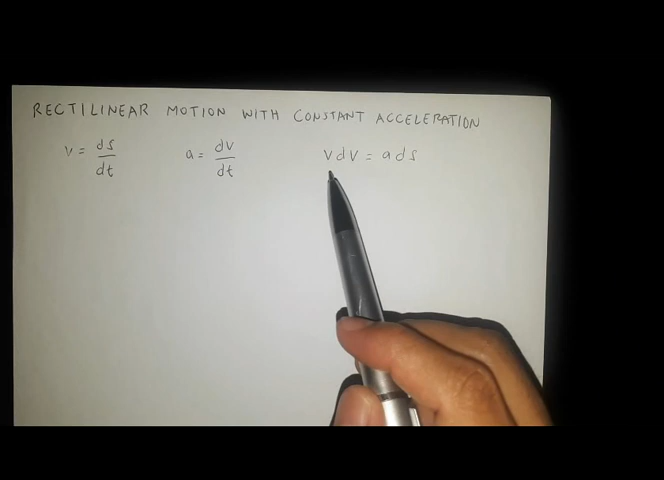 RECTILINEAR MOTION WITH CONSTANT ACCELERATION
v = ds/dt a = dv/dt vdv = ads